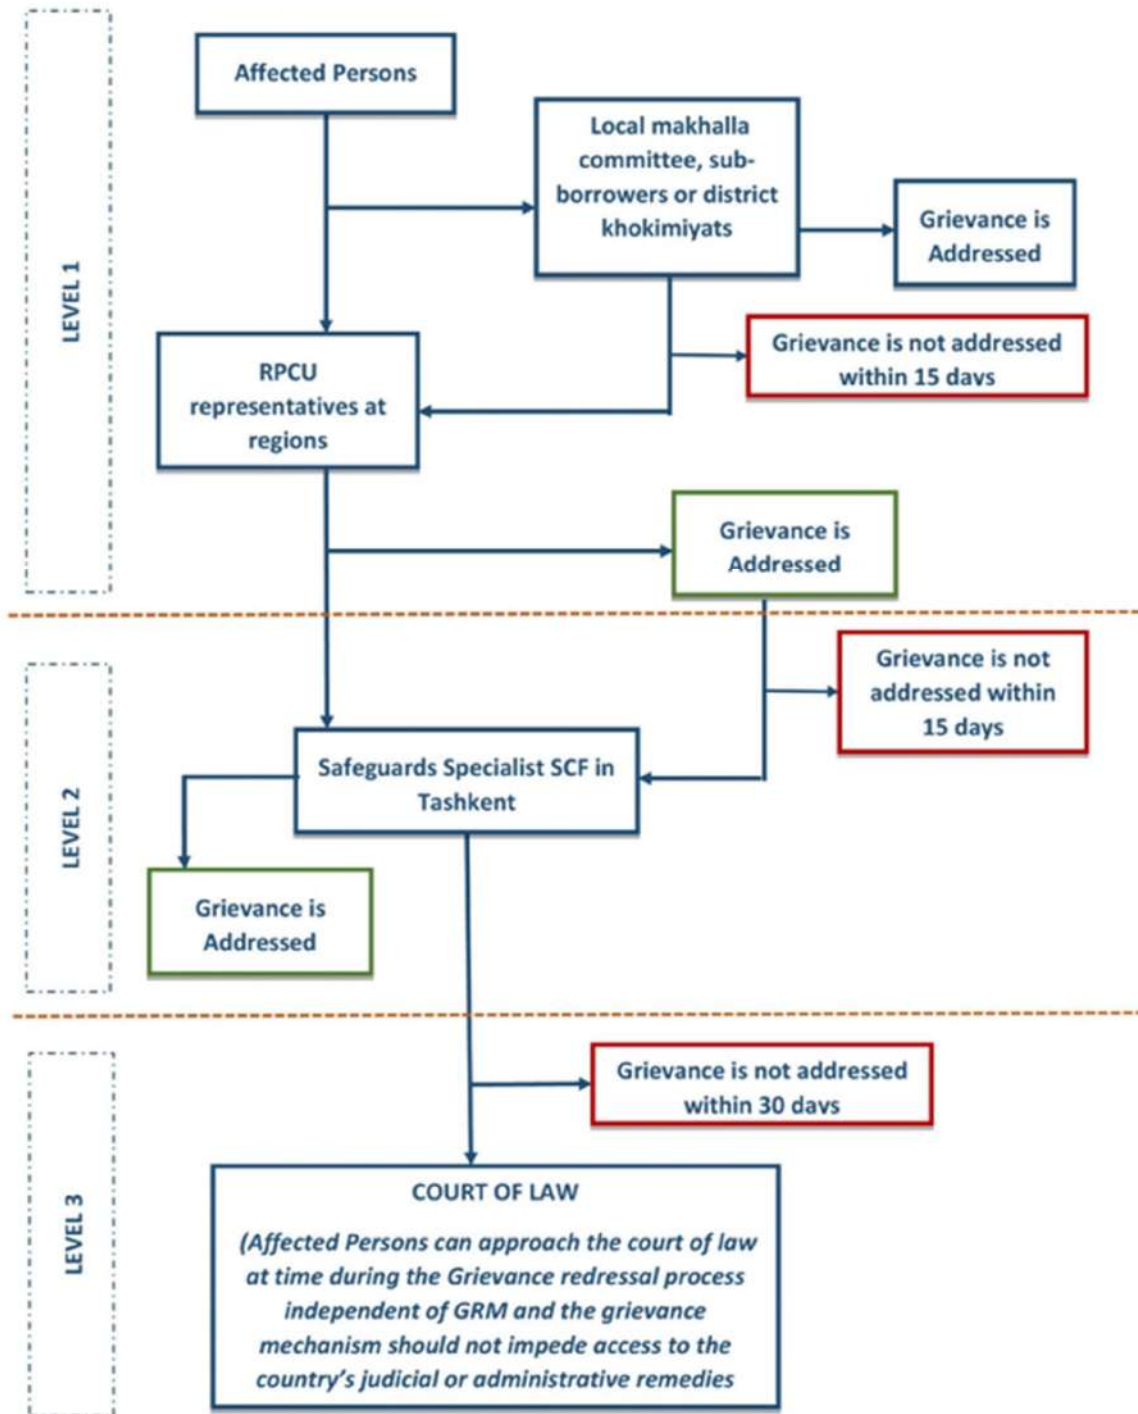 LEVEL 1
Affected Persons
Local makhalla
committee, sub-
borrowers or district
khokimiyats
Grievance is
Addressed
Grievance is not addressed
within 15 days
RPCU
representatives at
regions
Grievance is
Addressed
LEVEL 2
Grievance is not
addressed within
15 days
Safeguards Specialist SCF in
Tashkent
Grievance is
Addressed
LEVEL 3
Grievance is not addressed
within 30 days
COURT OF LAW
(Affected Persons can approach the court of law
at time during the Grievance redressal process
independent of GRM and the grievance
mechanism should not impede access to the
country's judicial or administrative remedies